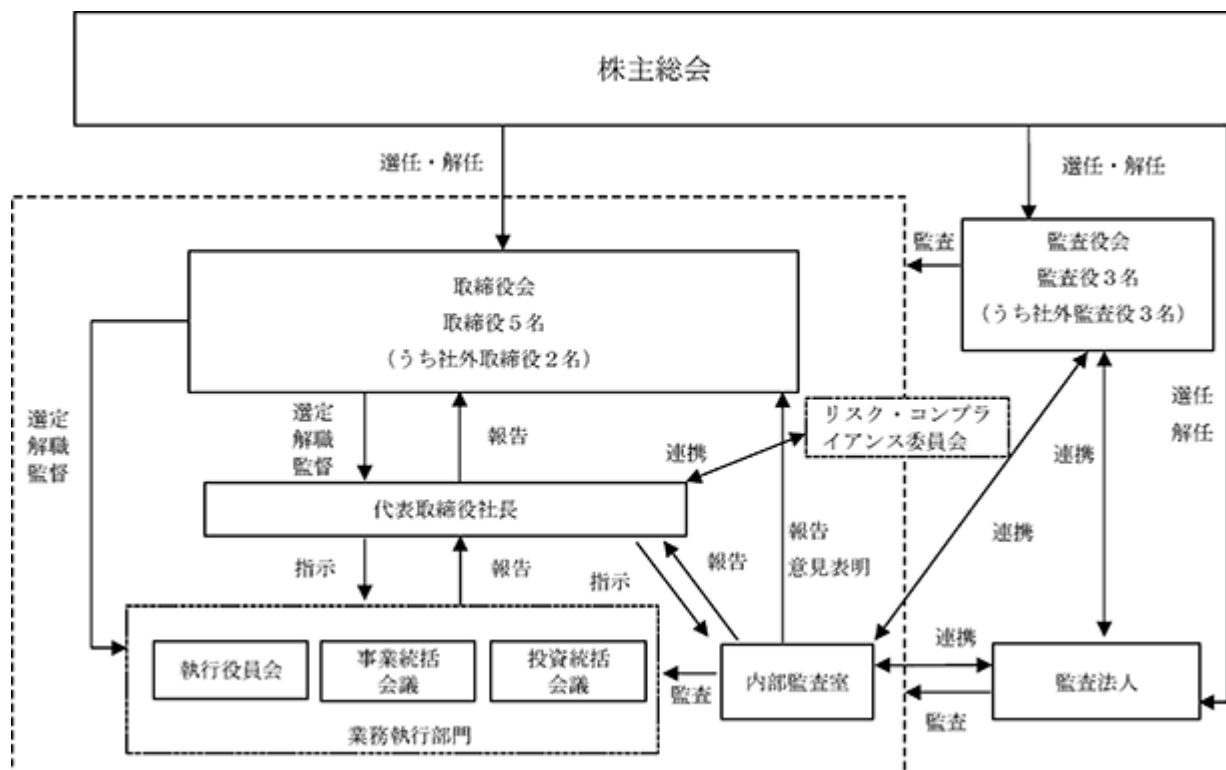 株主総会
選任・解任
選任・解任
監査
監査役会
監査役３名
（うち社外監査役３名）
取締役会
取締役５名
（うち社外取締役２名）
選定
解職
監督
選定
解職
監督
報告
連携
リスク・コンプラ
イアンス委員会
選任
解任
連携
代表取締役社長
連携
報告
意見表明
指示
報告
指示
報告
連携
執行役員会
事業統括
会議
投資統括
会議
監査
内部監査室
監査法人
監査
業務執行部門